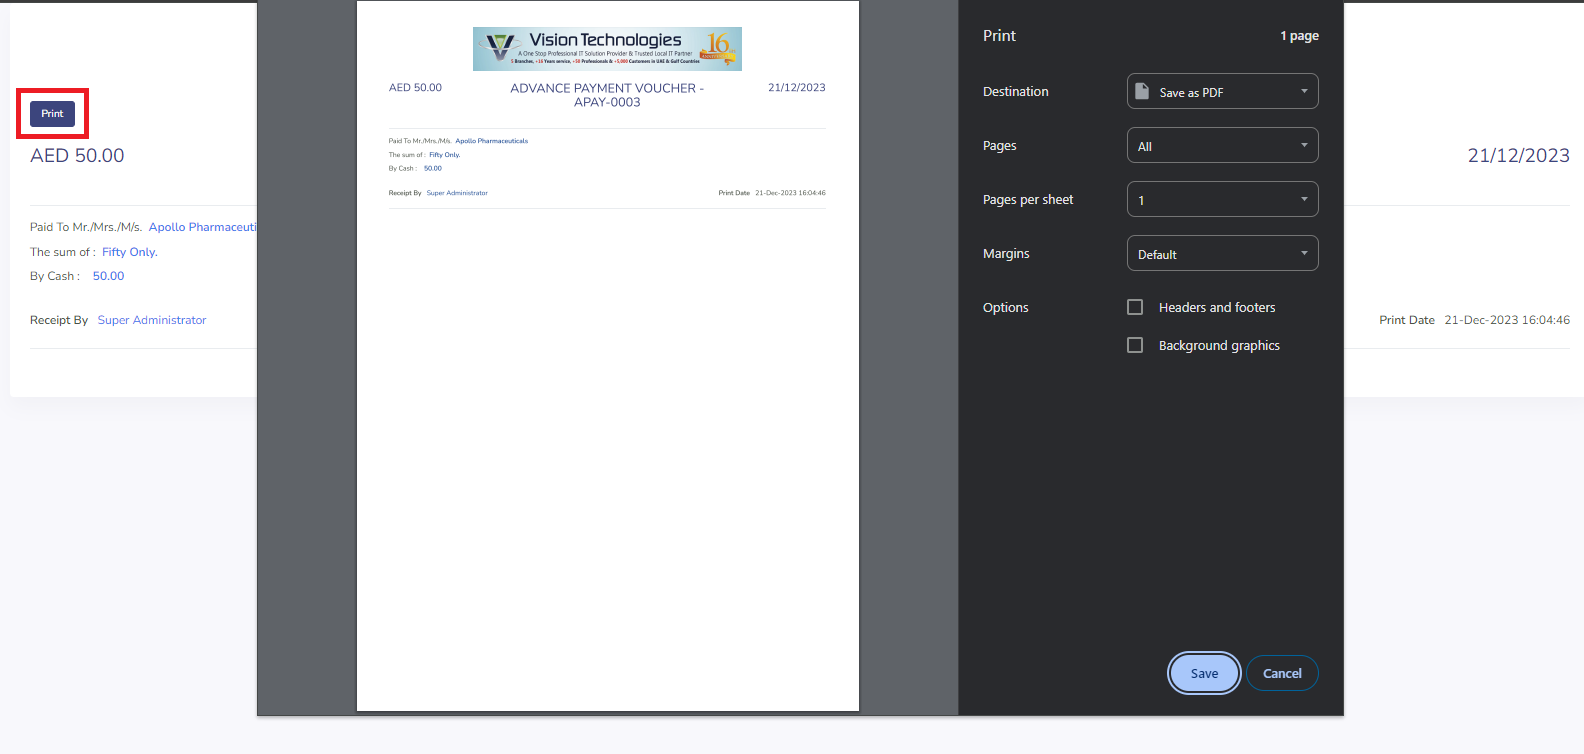 Print
AED 50.00
21/12/2023
Paid To Mr./Mrs./M/s. Apollo Pharmaceuti
The sum of : Fifty Only.
By Cash : 50.00
Receipt By Super Administrator
Print Date 21-Dec-2023 16:04:46
Vision Technologies
A One Stop Professional IT Solution Provider & Trusted Local IT Partner
5 Branches, +16 Years service, +50 Professionals & +5,000 Customers in UAE & Gulf Countries
16
AED 50.00
ADVANCE PAYMENT VOUCHER -
APAY-0003
21/12/2023
Paid To Mr./Mrs./M/s. Apollo Pharmaceuticals
The sum of : Fifty Only.
By Cash : 50.00
Receipt By Super Administrator
Print Date 21-Dec-2023 16:04:46
Print
1 page
Destination
Save as PDF
Pages
All
Pages per sheet
1
Margins
Default
Options
Headers and footers
Background graphics
Save
Cancel